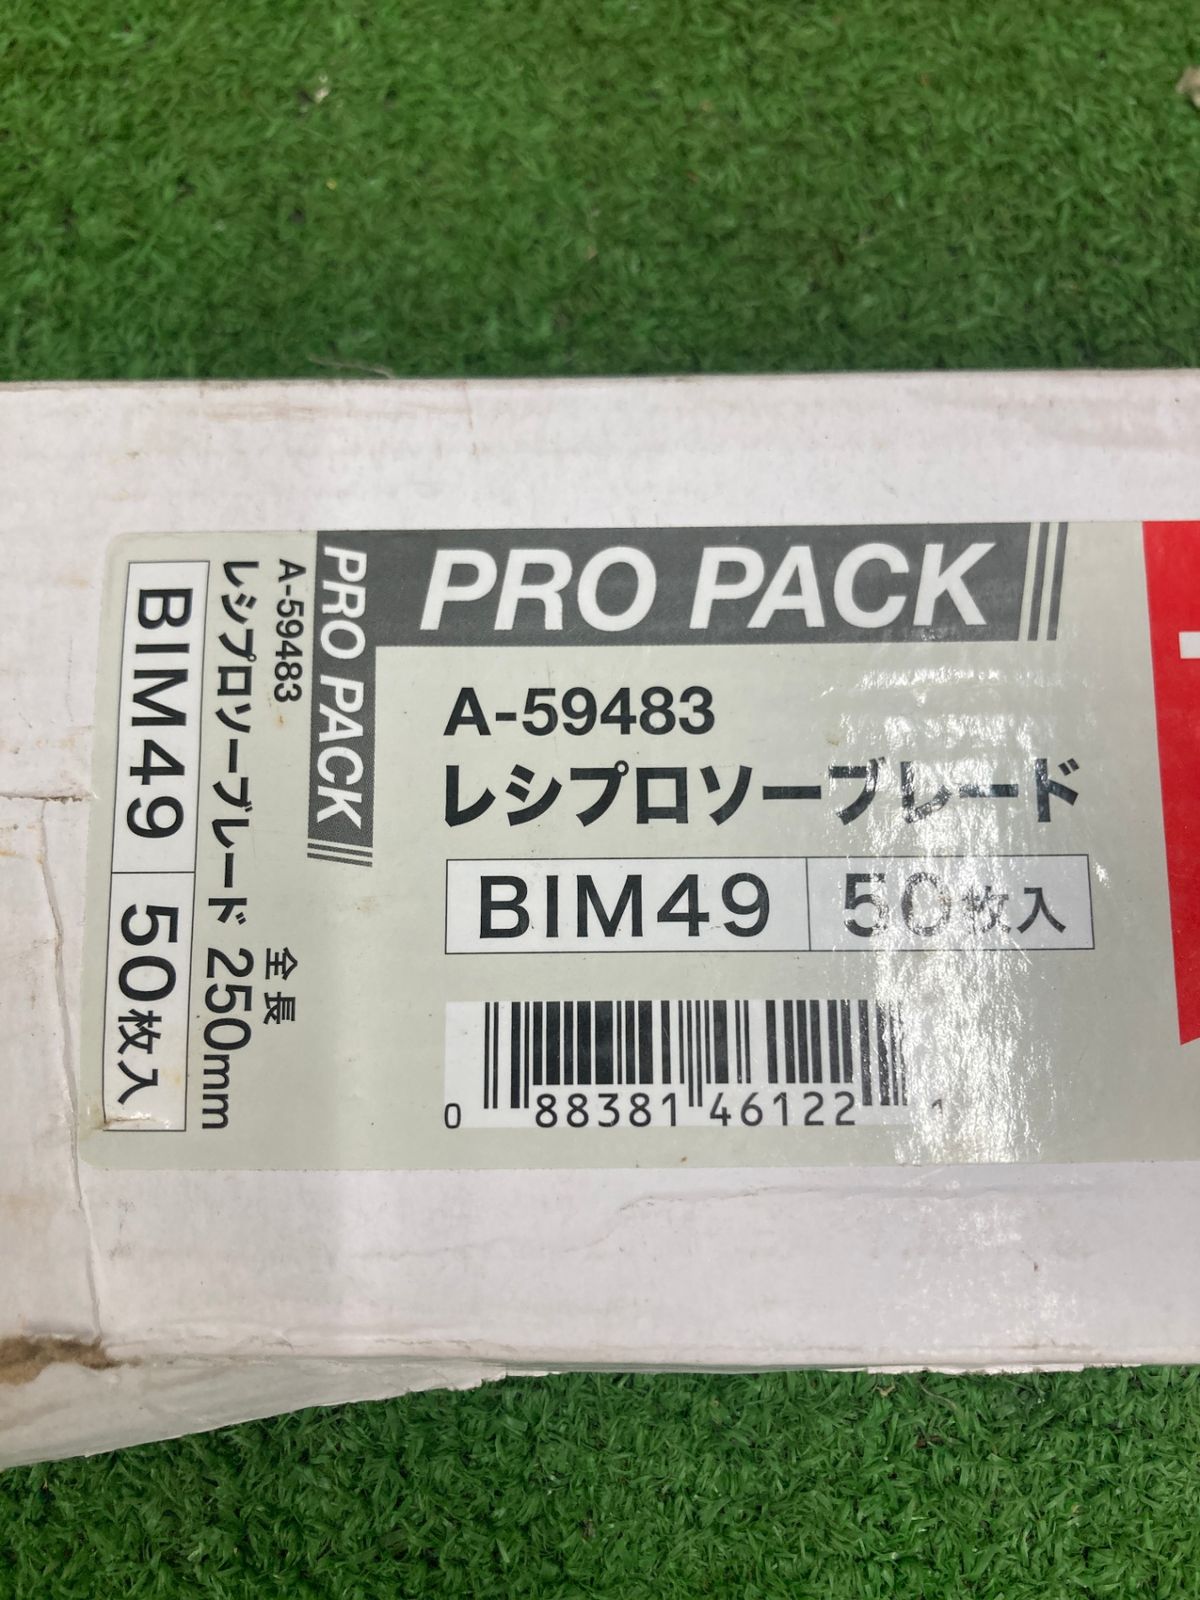 PRO PACK
A-59483
レシプロソーブレード
BIM49 50枚入
0 88381 46122 1
PRO PACK
A-59483 全長
レシプロソーブレード 250mm
BIM49 50枚入